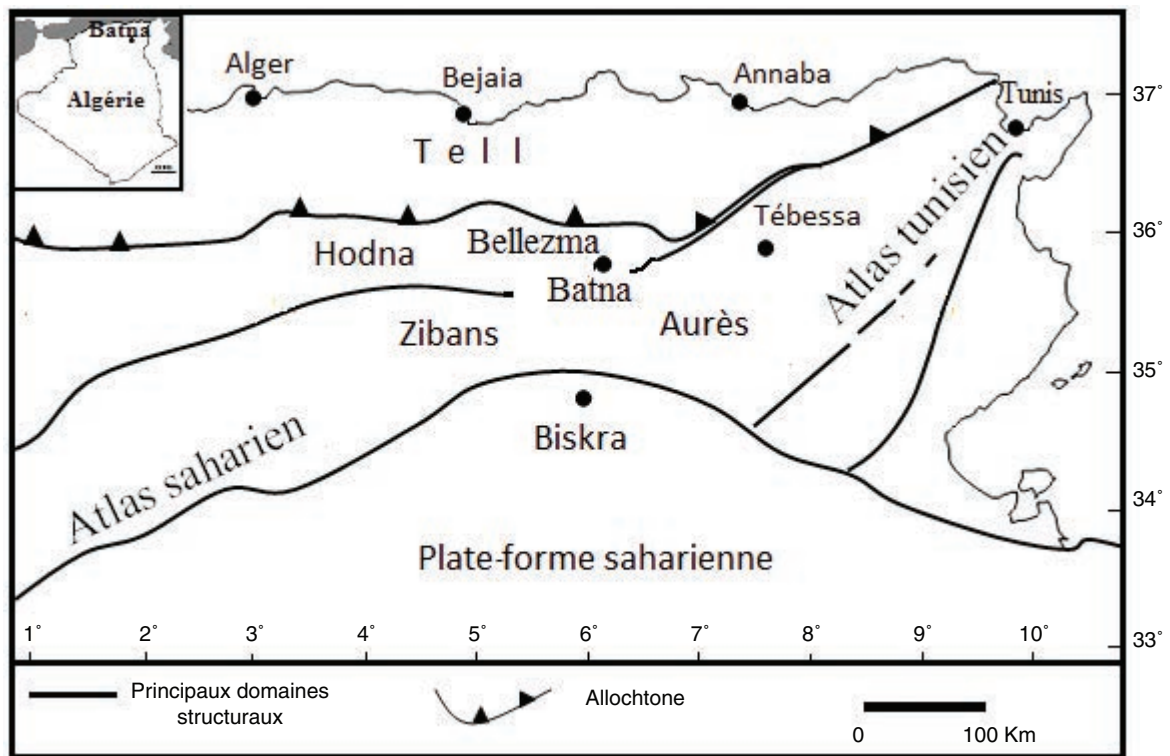 Batna
Algérie
Alger
Bejaia
Annaba
Tunis
37°
Tell
Atlas tunisien
Tébessa
36°
Hodna
Bellezma
Batna
Zibans
Aurès
35°
Biskra
Atlas saharien
34°
Plate-forme saharienne
1° 2° 3° 4° 5° 6° 7° 8° 9° 10°
33°
Principaux domaines
structuraux
Allochtone
0 100 Km